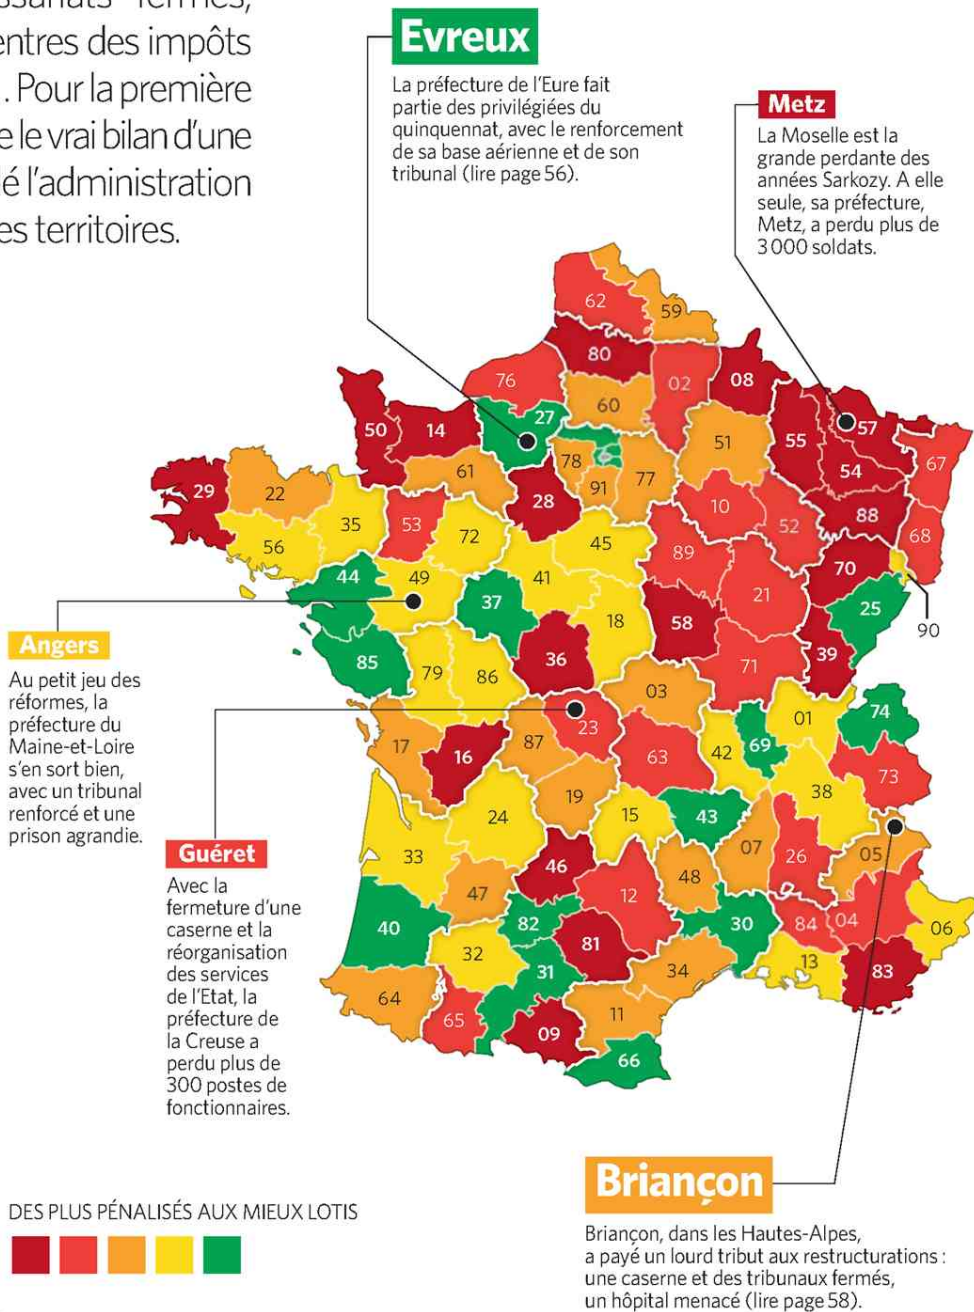 entres des impôts
. Pour la première
e le vrai bilan d'une
é l'administration
es territoires.
Evreux
La préfecture de l'Eure fait
partie des privilégiées du
quinquennat, avec le renforcement
de sa base aérienne et de son
tribunal (lire page 56).
Metz
La Moselle est la
grande perdante des
années Sarkozy. A elle
seule, sa préfecture,
Metz, a perdu plus de
3 000 soldats.
62
59
80
76
02
08
27
60
50
14
51
55
57
67
78
54
61
77
91
29
22
28
10
88
35
53
52
68
56
72
45
89
44
49
41
70
37
21
25
18
58
90
85
36
39
79
86
71
03
74
01
23
17
87
42
69
16
63
73
19
38
24
15
43
33
07
26
05
46
48
47
12
40
82
30
84
04
06
32
81
13
31
34
83
64
65
11
09
66
Angers
Au petit jeu des
réformes, la
préfecture du
Maine-et-Loire
s'en sort bien,
avec un tribunal
renforcé et une
prison agrandie.
Guéret
Avec la
fermeture d'une
caserne et la
réorganisation
des services
de l'Etat, la
préfecture de
la Creuse a
perdu plus de
300 postes de
fonctionnaires.
Briançon
Briançon, dans les Hautes-Alpes,
a payé un lourd tribut aux restructurations :
une caserne et des tribunaux fermés,
un hôpital menacé (lire page 58).
DES PLUS PÉNALISÉS AUX MIEUX LOTIS